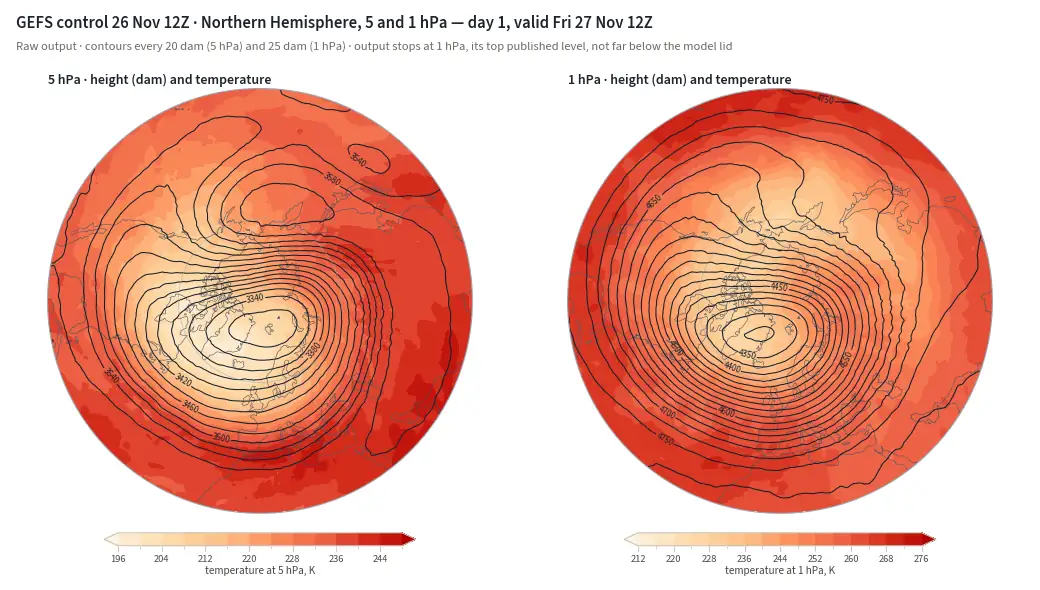 GEFS control 26 Nov 12Z · Northern Hemisphere, 5 and 1 hPa — day 1, valid Fri 27 Nov 12Z
Raw output · contours every 20 dam (5 hPa) and 25 dam (1 hPa) · output stops at 1 hPa, its top published level, not far below the model lid
5 hPa · height (dam) and temperature
3540
3580
3340
3380
3540
3420
3460
3500
196 204 212 220 228 236 244
temperature at 5 hPa, K
1 hPa · height (dam) and temperature
4750
4650
4450
4350
4400
4550
4700
4600
4750
212 220 228 236 244 252 260 268 276
temperature at 1 hPa, K